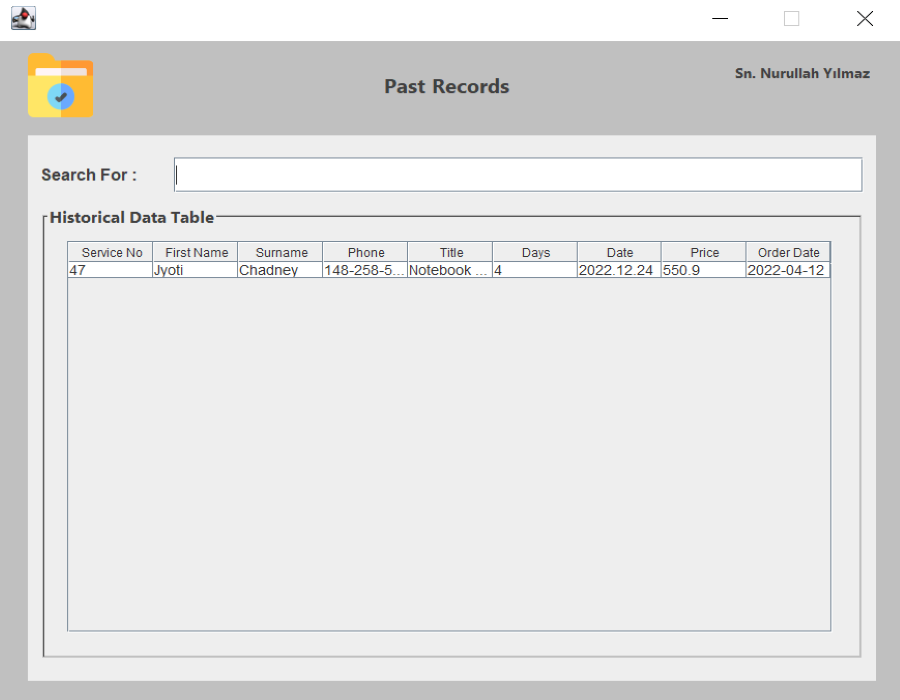 Past Records
Sn. Nurullah Yılmaz
Search For :
Historical Data Table
Service No First Name Surname Phone Title Days Date Price Order Date
47 Jyoti Chadney 148-258-5... Notebook ... 4 2022.12.24 550.9 2022-04-12